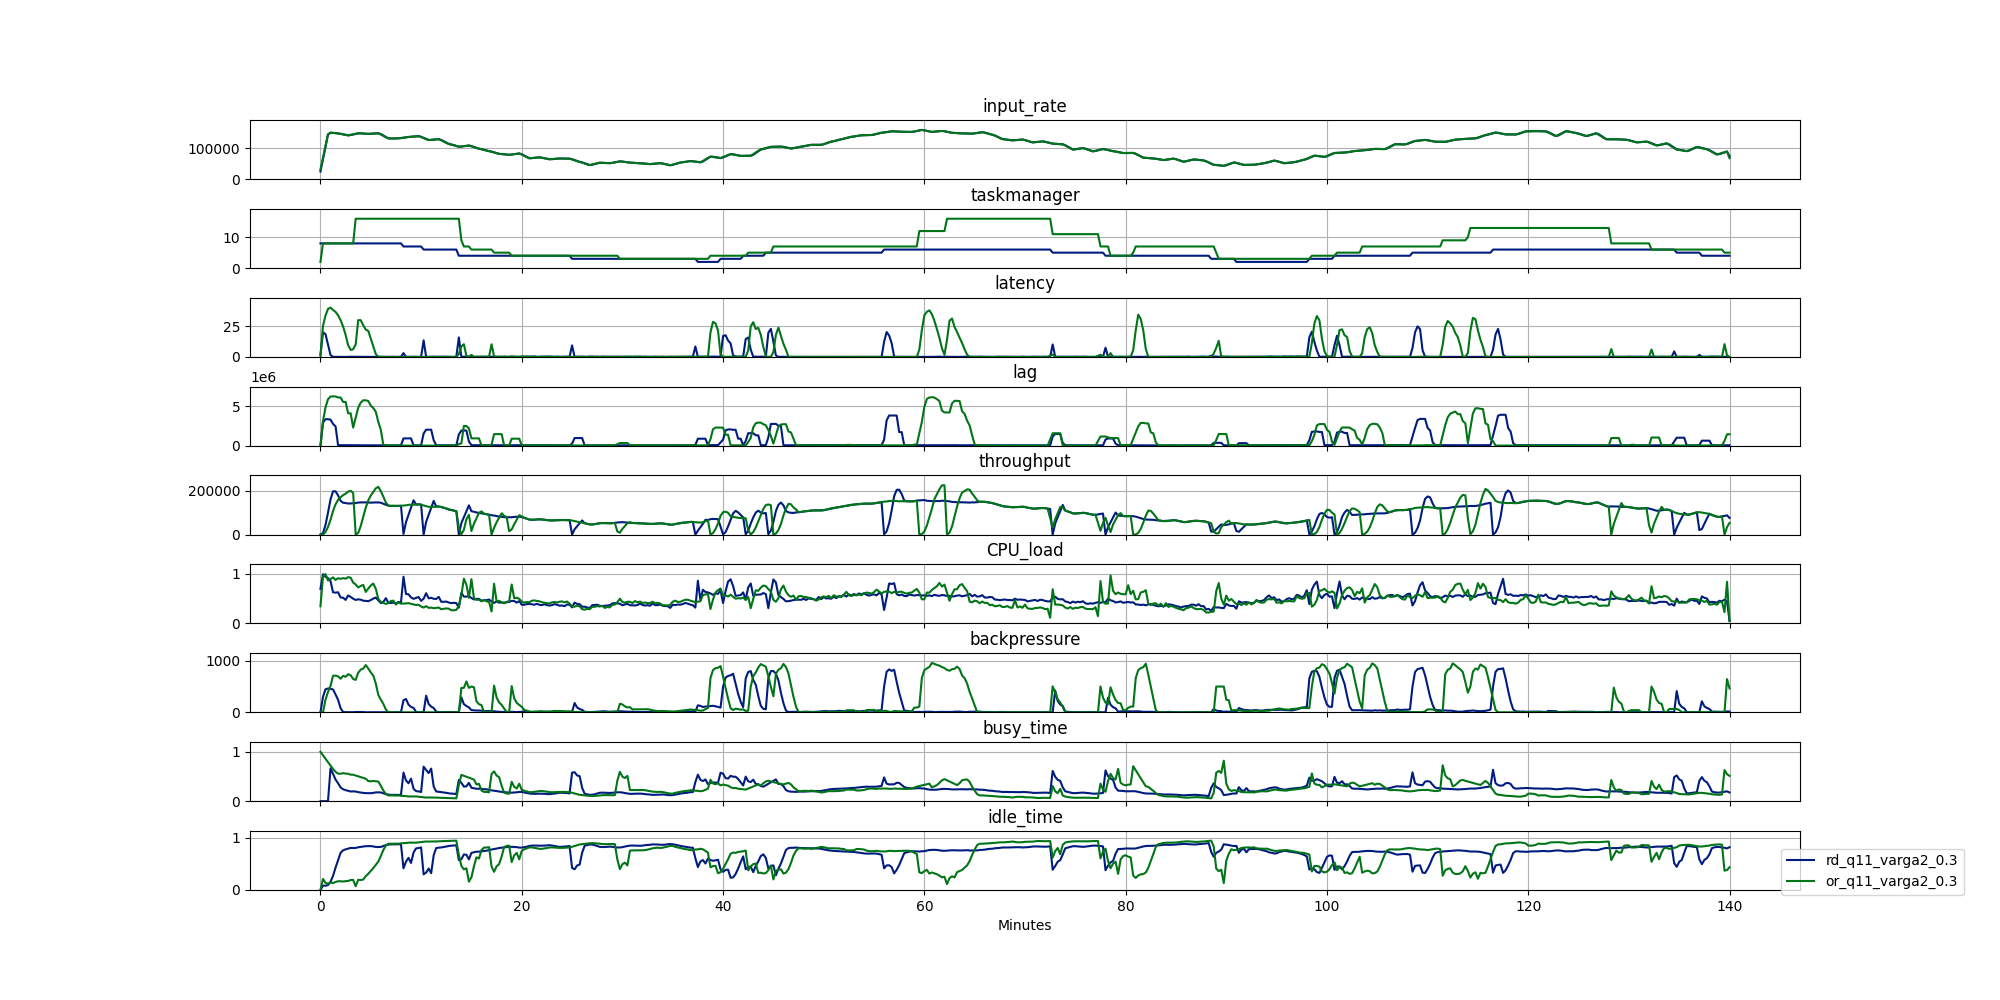 input_rate
100000
0
taskmanager
10
0
latency
25
0
lag
1e6
5
0
throughput
200000
0
CPU_load
1
0
backpressure
1000
0
busy_time
1
0
idle_time
1
0
0 20 40 60 80 100 120 140
Minutes
rd_q11_varga2_0.3
or_q11_varga2_0.3